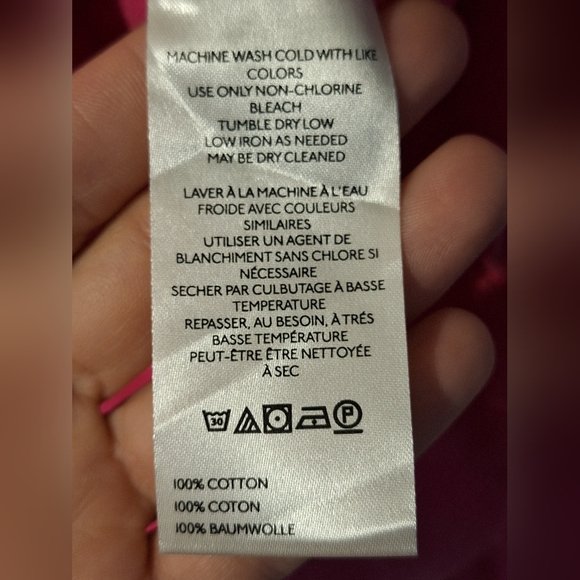 MACHINE WASH COLD WITH LIKE
COLORS
USE ONLY NON-CHLORINE
BLEACH
TUMBLE DRY LOW
LOW IRON AS NEEDED
MAY BE DRY CLEANED
LAVER À LA MACHINE À L'EAU
FROIDE AVEC COULEURS
SIMILAIRES
UTILISER UN AGENT DE
BLANCHIMENT SANS CHLORE SI
NÉCESSAIRE
SECHER PAR CULBUTAGE À BASSE
TEMPERATURE
REPASSER, AU BESOIN, À TRÉS
BASSE TEMPÉRATURE
PEUT-ÊTRE ÊTRE NETTOYÉE
À SEC
30 P
100% COTTON
100% COTON
100% BAUMWOLLE